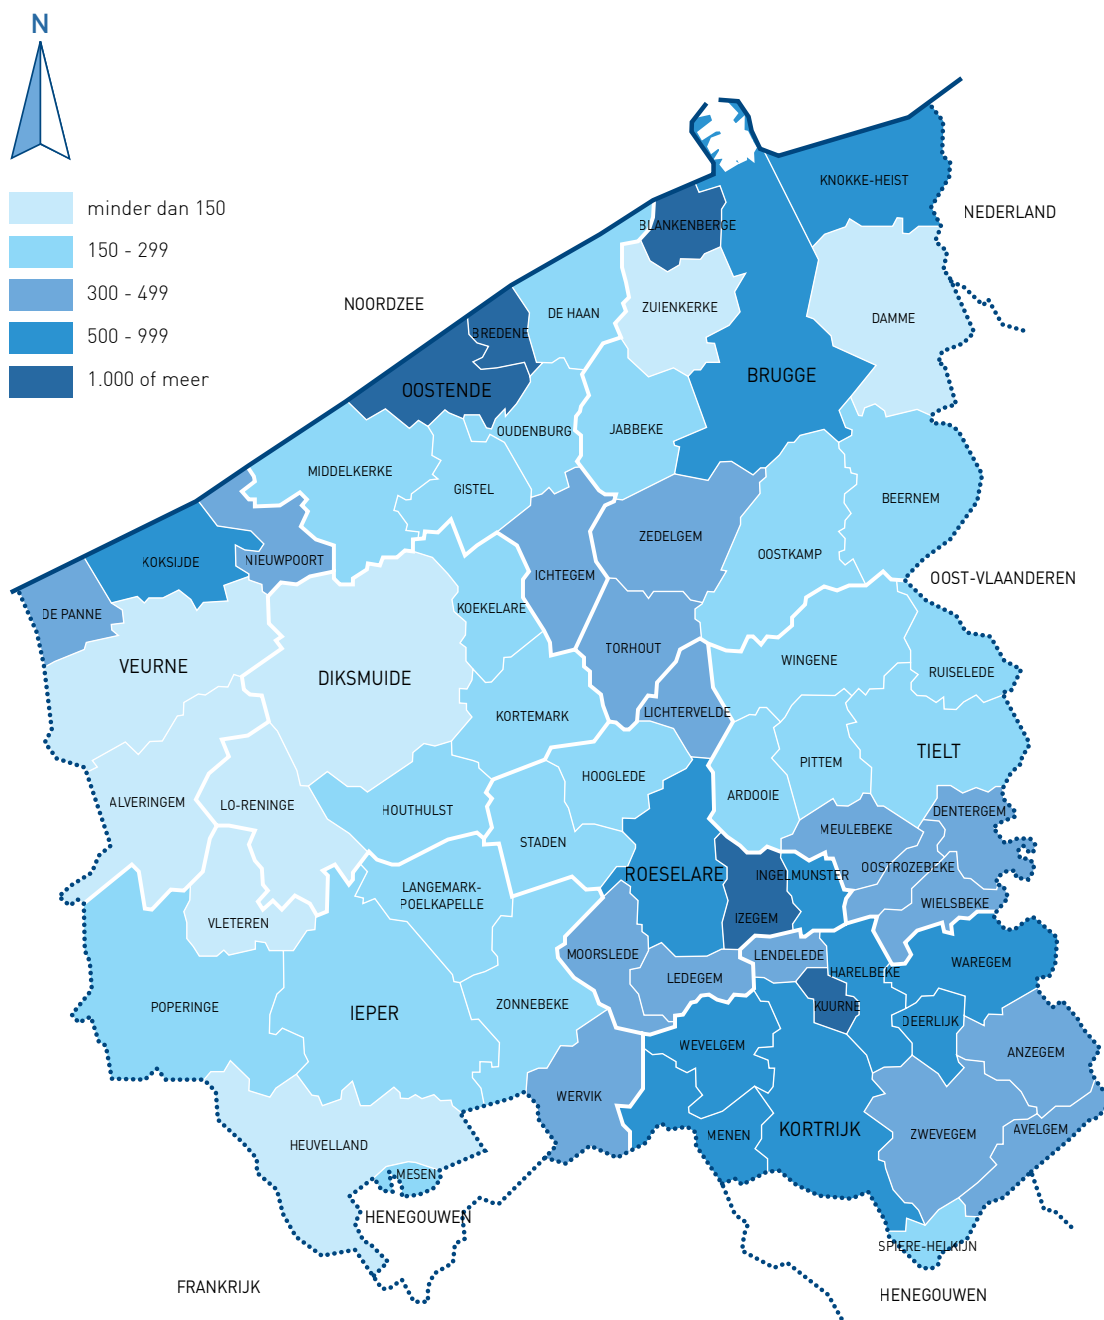 N
minder dan 150
150 - 299
300 - 499
500 - 999
1.000 of meer
KNOKKE-HEIST
NEDERLAND
BLANKENBERGE
NOORDZEE
ZUIENKERKE
DE HAAN
DAMME
BREDENE
BRUGGE
OOSTENDE
OUDENBURG
JABBEKE
MIDDELKERKE
GISTEL
BEERNEM
ZEDELGEM
OOSTKAMP
KOKSIJDE
NIEUWPOORT
ICHTEGEM
OOST-VLAANDEREN
KOEKELARE
DE PANNE
TORHOUT
VEURNE
WINGENE
RUISELEDE
DIKSMUIDE
LICHTERVELDE
KORTEMARK
TIELT
PITTEM
HOOGLEDE
ARDOOIE
ALVERINGEM
LO-RENINGE
HOUTHULST
DENTERGEM
MEULEBEKE
STADEN
OOSTROZEBEKE
ROESELARE
INGELMUNSTER
LANGEMARK-
POELKAPELLE
WIELSBEKE
IZEGEM
VLETEREN
MOORSLEDE
LENDELEDE
WAREGEM
HARELBEKE
LEDEGEM
POPERINGE
ZONNEBEKE
KUURNE
IEPER
DEERLIJK
WEVELGEM
ANZEGEM
WERVIK
KORTRIJK
AVELGEM
MENEN
ZWEVEGEM
HEUVELLAND
MESEN
HENEGOUWEN
SPIERE-HELKIJN
FRANKRIJK
HENEGOUWEN